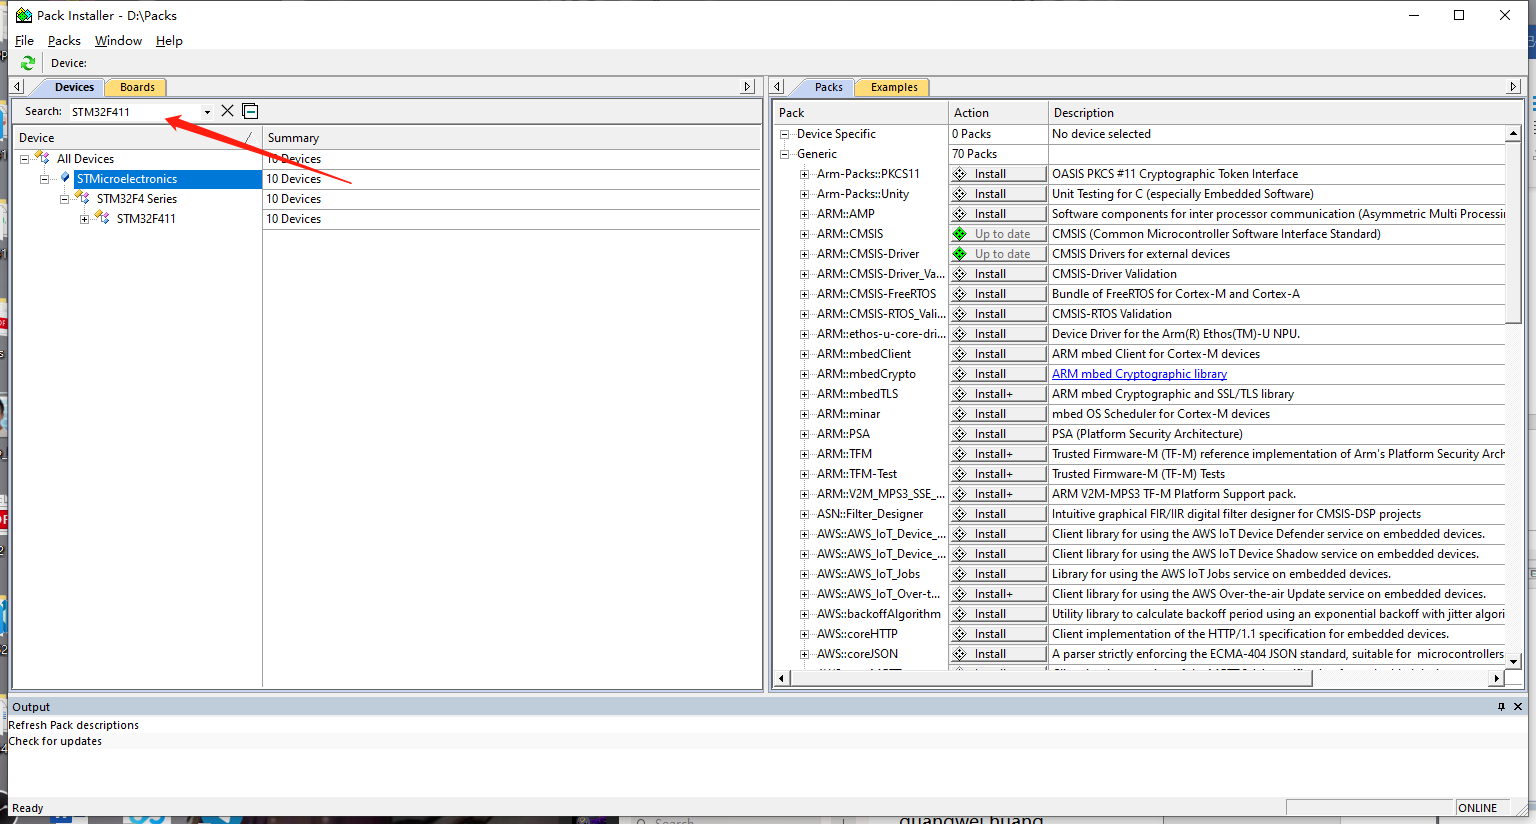 Pack Installer - D:\Packs
File Packs Window Help
Device:
Devices Boards
Search: STM32F411
Device Summary
All Devices 10 Devices
STMicroelectronics 10 Devices
STM32F4 Series 10 Devices
STM32F411 10 Devices
Packs Examples
Pack Action Description
Device Specific 0 Packs No device selected
Generic 70 Packs
Arm-Packs::PKCS11 Install OASIS PKCS #11 Cryptographic Token Interface
Arm-Packs::Unity Install Unit Testing for C (especially Embedded Software)
ARM::AMP Install Software components for inter processor communication (Asymmetric Multi Processin
ARM::CMSIS Up to date CMSIS (Common Microcontroller Software Interface Standard)
ARM::CMSIS-Driver Up to date CMSIS Drivers for external devices
ARM::CMSIS-Driver_Va... Install CMSIS-Driver Validation
ARM::CMSIS-FreeRTOS Install Bundle of FreeRTOS for Cortex-M and Cortex-A
ARM::CMSIS-RTOS_Vali... Install CMSIS-RTOS Validation
ARM::ethos-u-core-dri... Install Device Driver for the Arm(R) Ethos(TM)-U NPU.
ARM::mbedClient Install ARM mbed Client for Cortex-M devices
ARM::mbedCrypto Install ARM mbed Cryptographic library
ARM::mbedTLS Install+ ARM mbed Cryptographic and SSL/TLS library
ARM::minar Install mbed OS Scheduler for Cortex-M devices
ARM::PSA Install PSA (Platform Security Architecture)
ARM::TFM Install+ Trusted Firmware-M (TF-M) reference implementation of Arm's Platform Security Arch
ARM::TFM-Test Install+ Trusted Firmware-M (TF-M) Tests
ARM::V2M_MPS3_SSE_... Install+ ARM V2M-MPS3 TF-M Platform Support pack.
ASN::Filter_Designer Install Intuitive graphical FIR/IIR digital filter designer for CMSIS-DSP projects
AWS::AWS_IoT_Device_... Install Client library for using the AWS IoT Device Defender service on embedded devices.
AWS::AWS_IoT_Device_... Install Client library for using the AWS IoT Device Shadow service on embedded devices.
AWS::AWS_IoT_Jobs Install Library for using the AWS IoT Jobs service on embedded devices.
AWS::AWS_IoT_Over-t... Install+ Client library for using the AWS Over-the-air Update service on embedded devices.
AWS::backoffAlgorithm Install Utility library to calculate backoff period using an exponential backoff with jitter algori
AWS::coreHTTP Install Client implementation of the HTTP/1.1 specification for embedded devices.
AWS::coreJSON Install A parser strictly enforcing the ECMA-404 JSON standard, suitable for microcontrollers
Output
Refresh Pack descriptions
Check for updates
Ready ONLINE
Search
guangwei huang